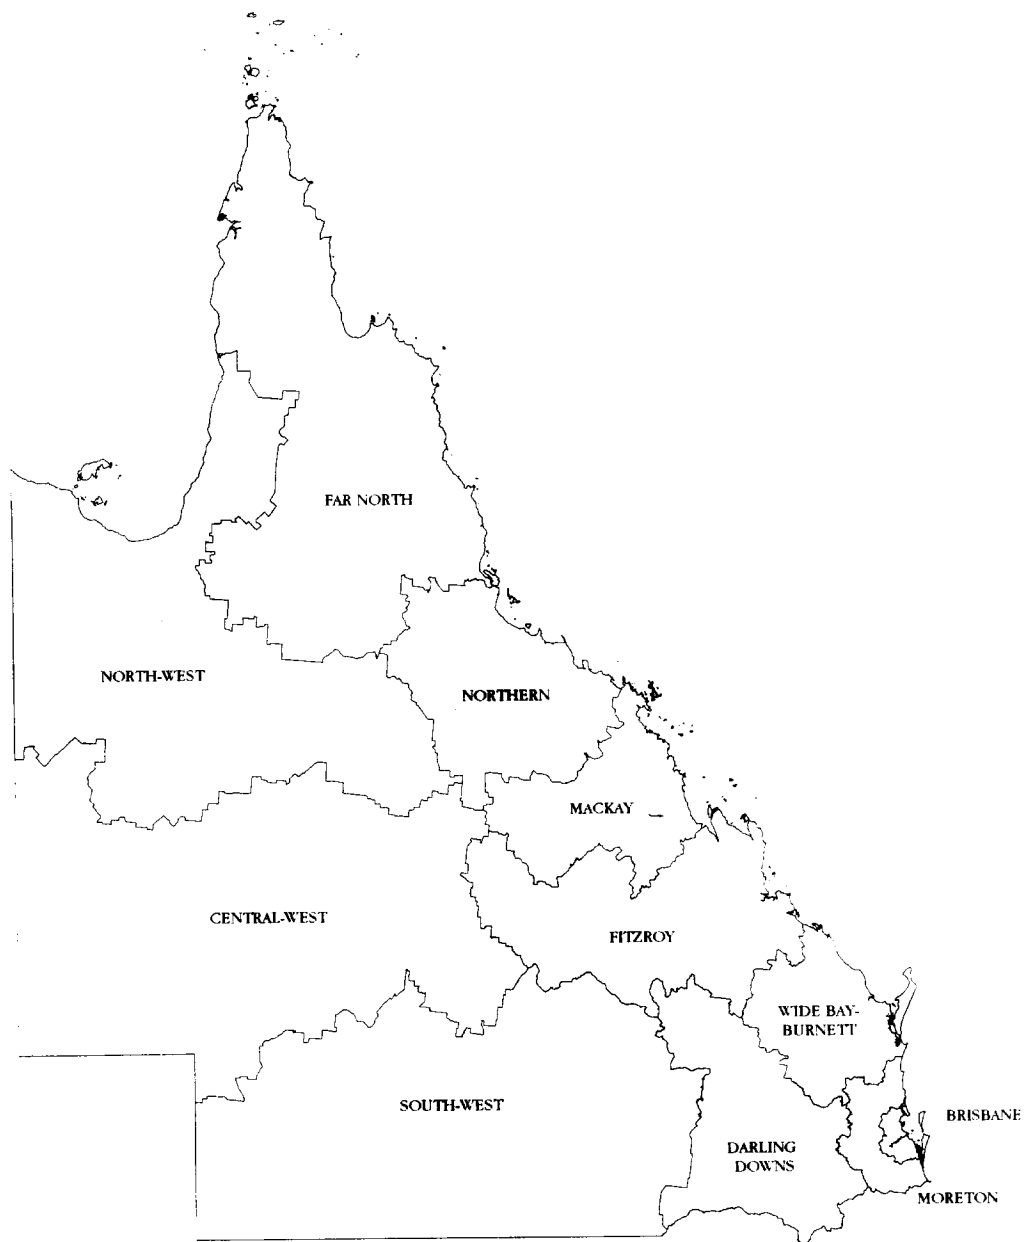 FAR NORTH
NORTH-WEST
NORTHERN
MACKAY
CENTRAL-WEST
FITZROY
WIDE BAY-
BURNETT
SOUTH-WEST
BRISBANE
DARLING
DOWNS
MORETON